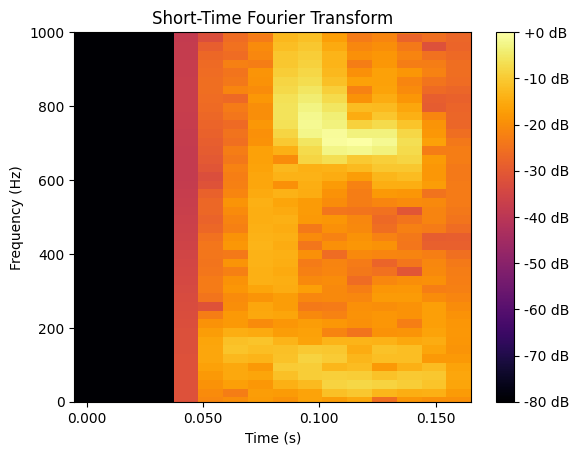 Short-Time Fourier Transform
1000
800
600
400
200
0
Frequency (Hz)
0.000
0.050
0.100
0.150
Time (s)
+0 dB
-10 dB
-20 dB
-30 dB
-40 dB
-50 dB
-60 dB
-70 dB
-80 dB